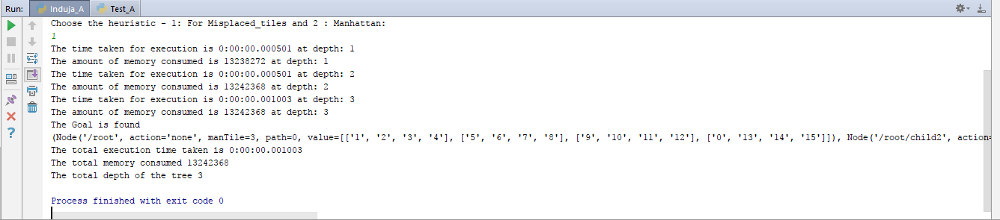 Run: Induja_A Test_A
Choose the heuristic - 1: For Misplaced_tiles and 2 : Manhattan:
1
The time taken for execution is 0:00:00.000501 at depth: 1
The amount of memory consumed is 13238272 at depth: 1
The time taken for execution is 0:00:00.000501 at depth: 2
The amount of memory consumed is 13242368 at depth: 2
The time taken for execution is 0:00:00.001003 at depth: 3
The amount of memory consumed is 13242368 at depth: 3
The Goal is found
(Node('/root', action='none', manTile=3, path=0, value=[['1', '2', '3', '4'], ['5', '6', '7', '8'], ['9', '10', '11', '12'], ['0', '13', '14', '15']]), Node('/root/child2', action=
The total execution time taken is 0:00:00.001003
The total memory consumed 13242368
The total depth of the tree 3
Process finished with exit code 0